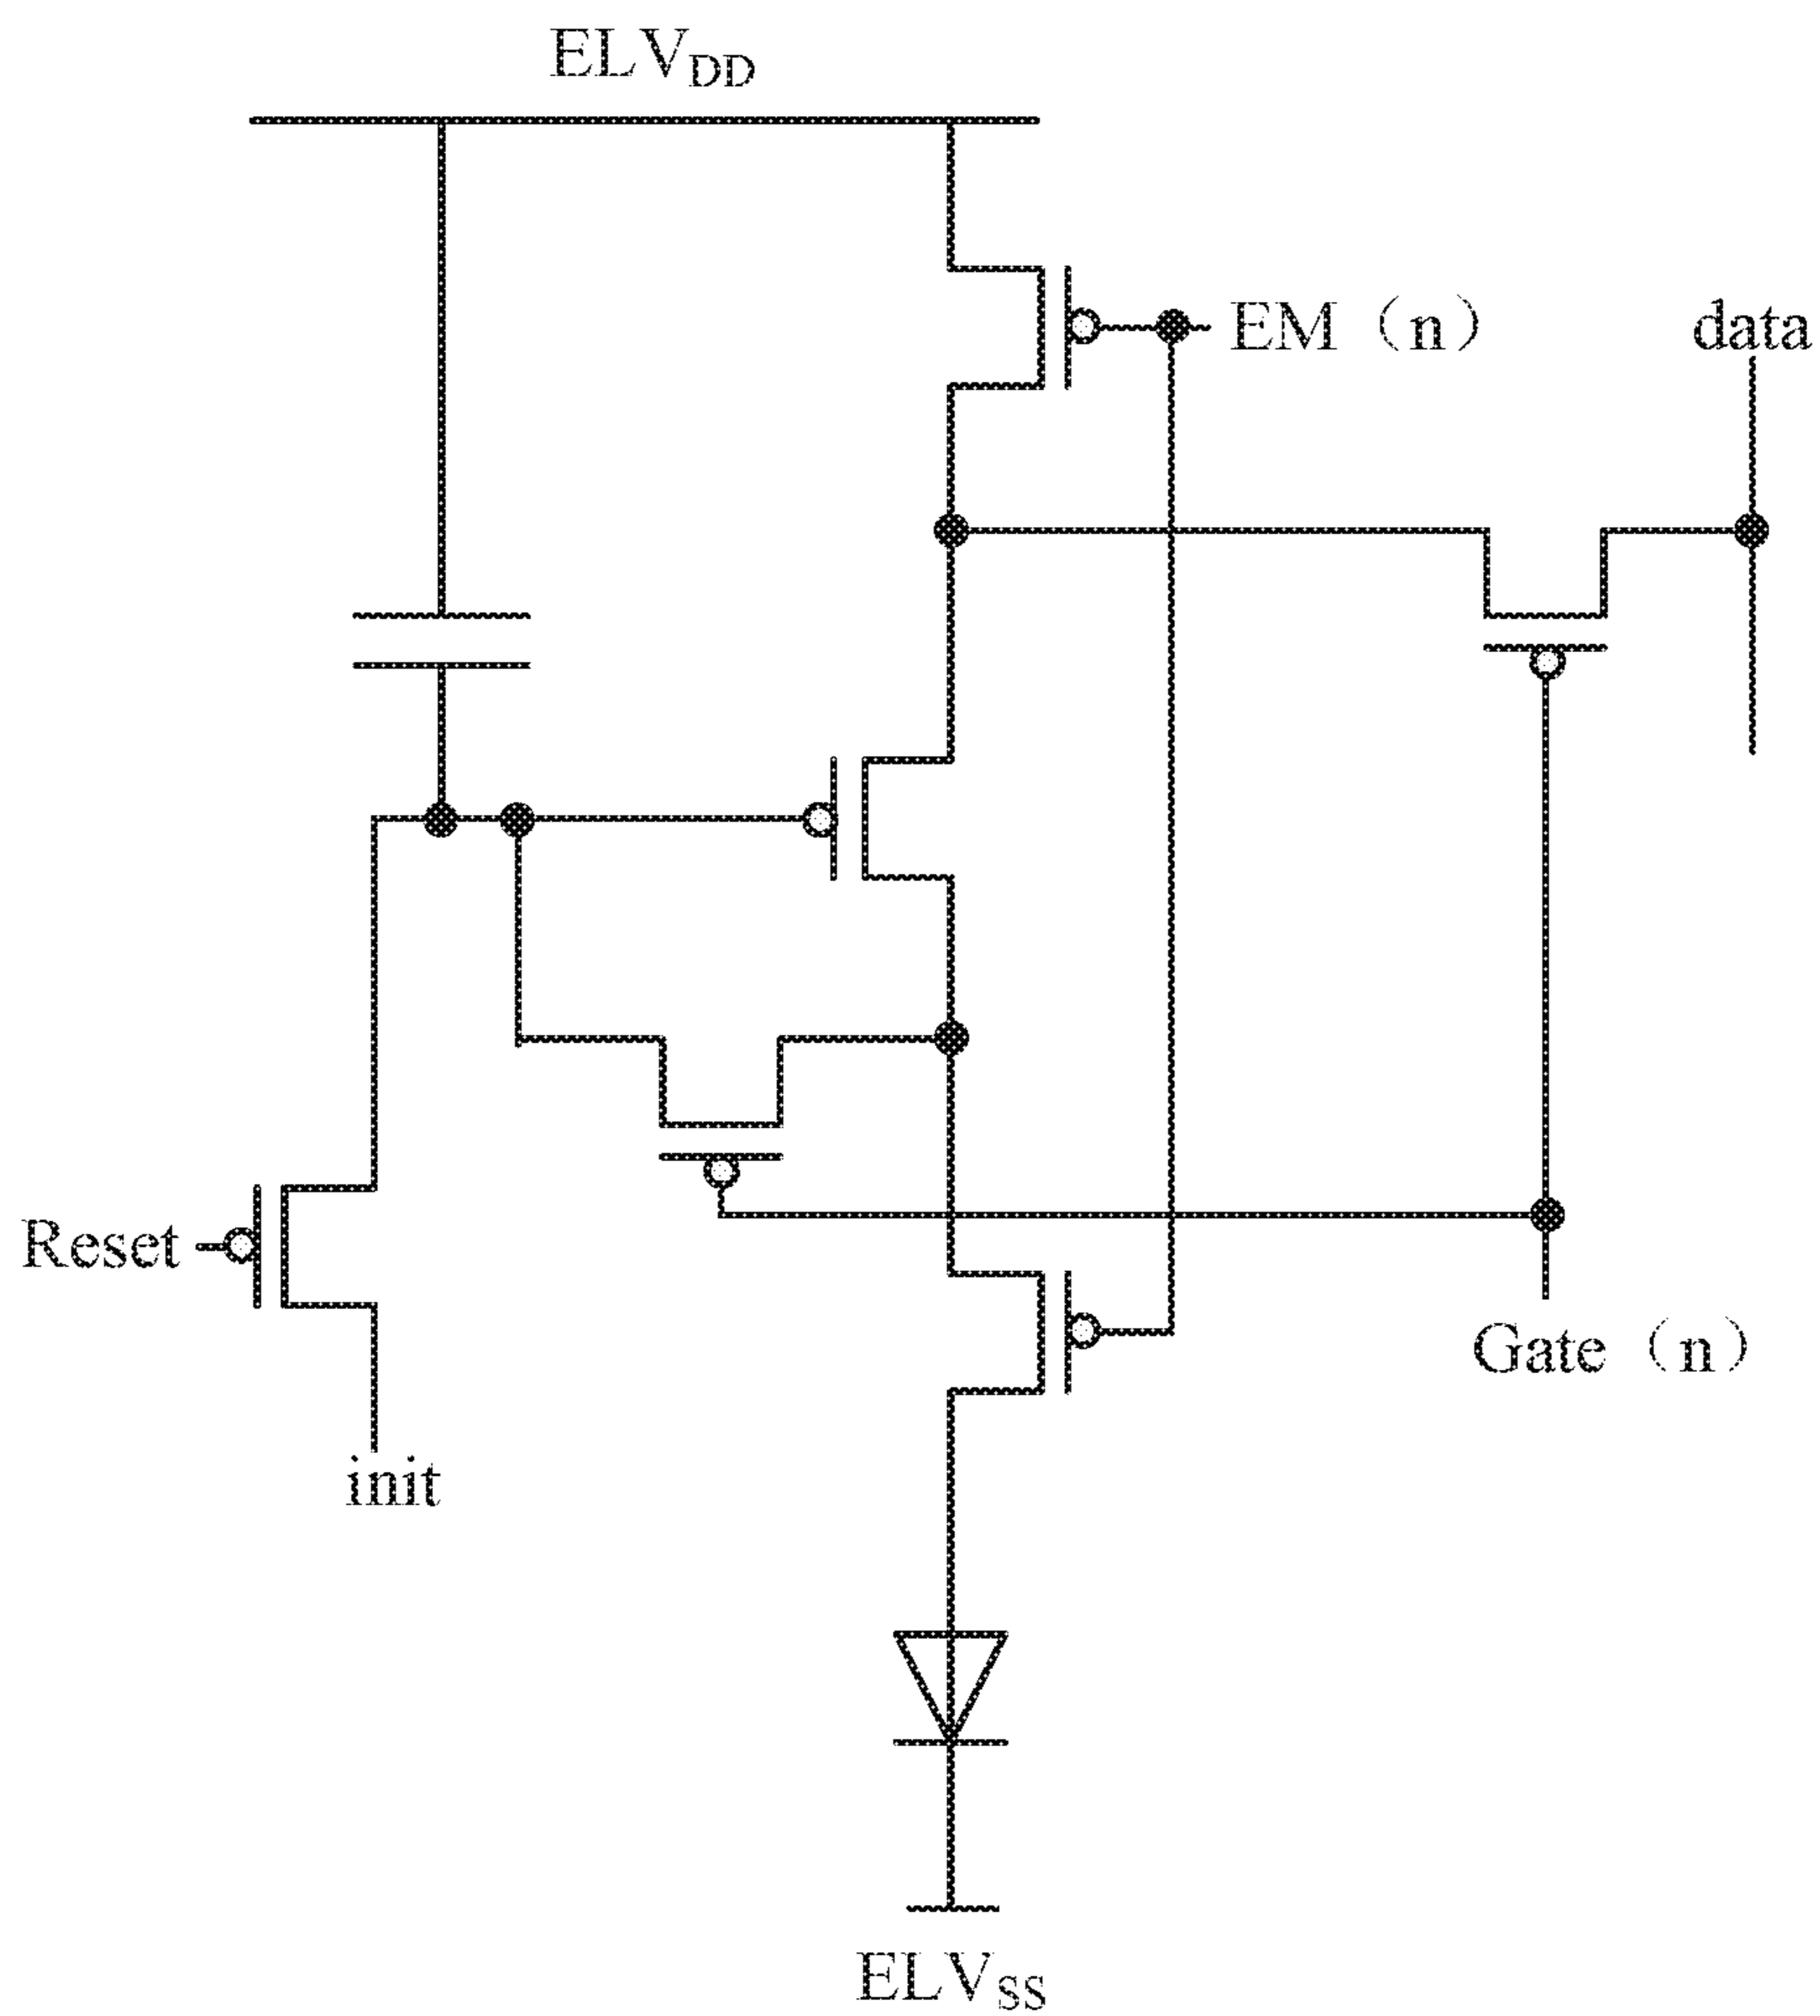 ELVDD
EM（n）
data
Reset
Gate（n）
init
ELVSS